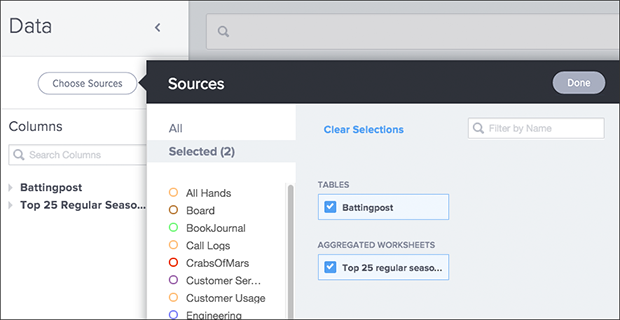 Data
Choose Sources
Columns
Search Columns
Battingpost
Top 25 Regular Seaso...
Sources
Done
All
Selected (2)
All Hands
Board
BookJournal
Call Logs
CrabsOfMars
Customer Ser...
Customer Usage
Engineering
Clear Selections
Filter by Name
TABLES
Battingpost
AGGREGATED WORKSHEETS
Top 25 regular seaso...